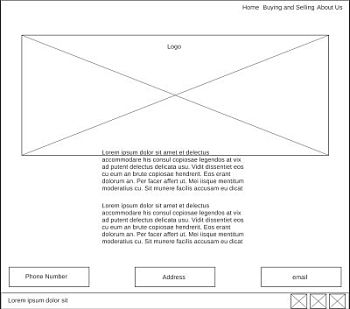 Home Buying and Selling About Us
Logo
Lorem ipsum dolor sit amet et delectus
accommodare his consul copiosae legendos at vix
ad putent delectus delicata usu. Vidit dissentiet eos
cu eum an brute copiosae hendrerit. Eos erant
dolorum an. Per facer affert ut. Mei iisque mentitum
moderatius cu. Sit munere facilis accusam eu dicat
Lorem ipsum dolor sit amet et delectus
accommodare his consul copiosae legendos at vix
ad putent delectus delicata usu. Vidit dissentiet eos
cu eum an brute copiosae hendrerit. Eos erant
dolorum an. Per facer affert ut. Mei iisque mentitum
moderatius cu. Sit munere facilis accusam eu dicat
Phone Number Address email
Lorem ipsum dolor sit